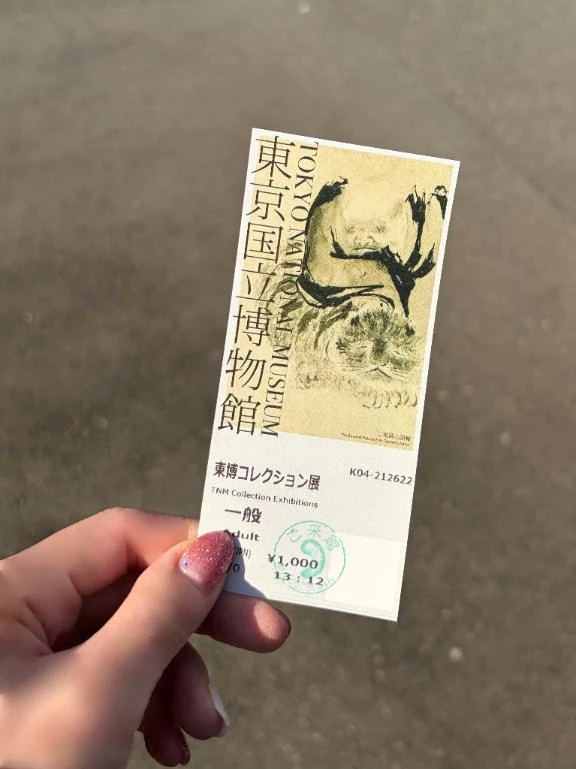 東京国立博物館
TOKYO NATIONAL MUSEUM
東博コレクション展
K04-212622
TNM Collection Exhibitions
一般
Adult
¥1,000
13:12